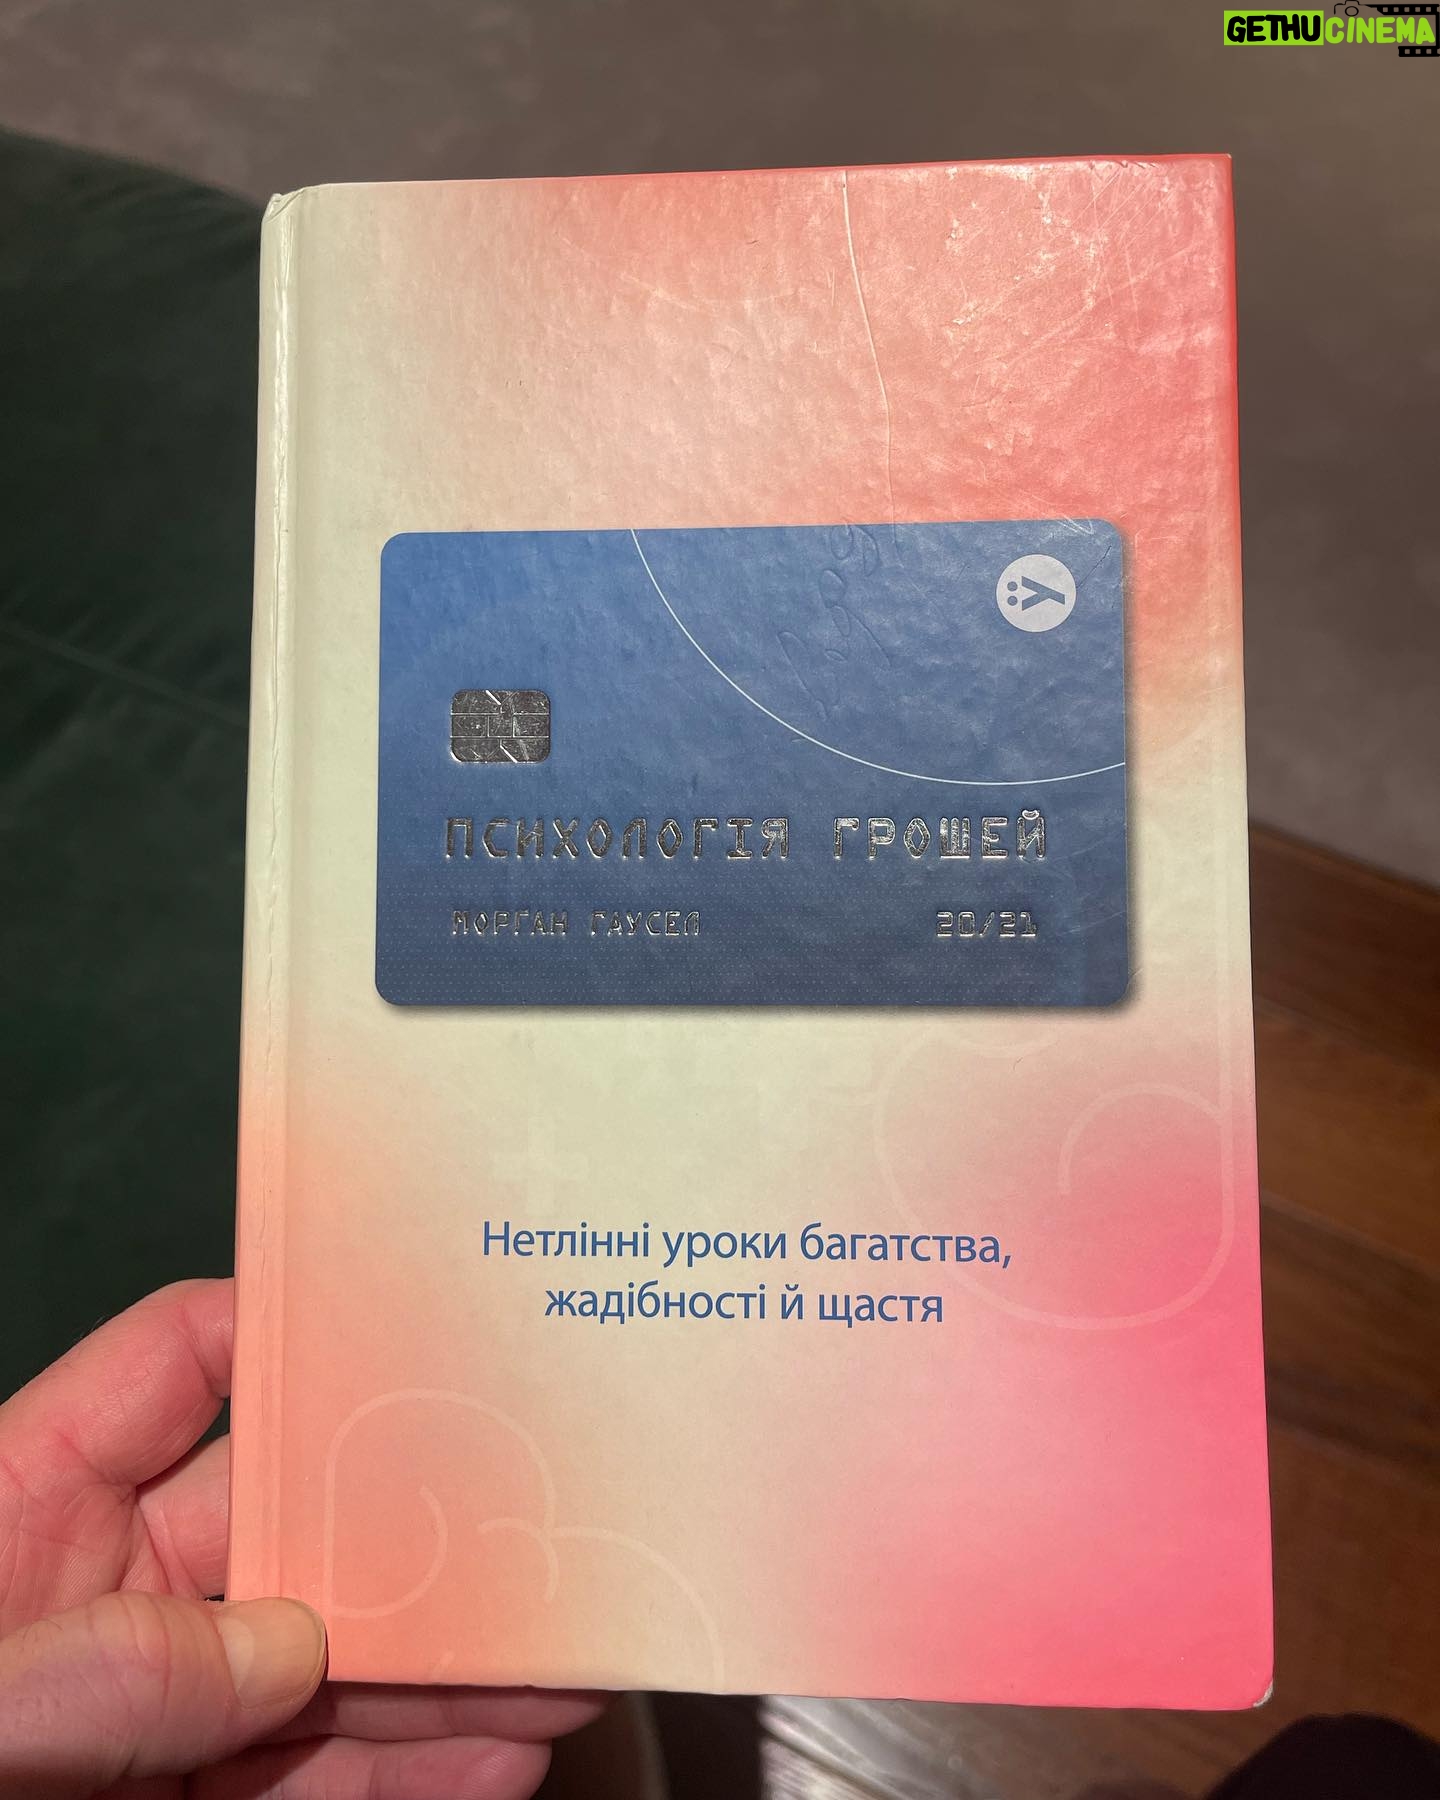 GETHUCINEMA
Ÿ
ПСИХОЛОГІЯ ГРОШЕЙ
МОРГАН ГАУСЕЛ 20/21
Нетлінні уроки багатства,
жадібності й щастя